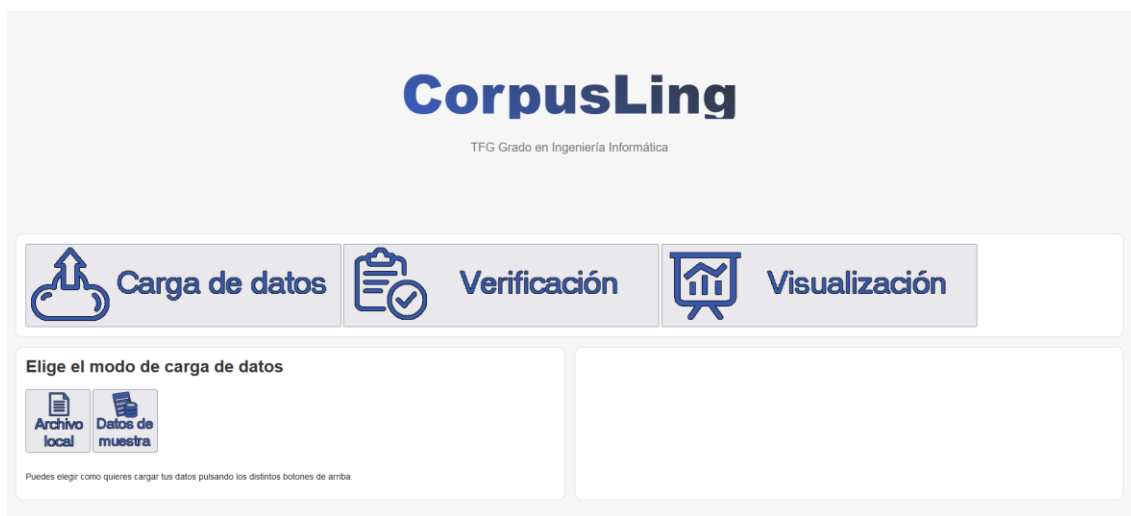 CorpusLing
TFG Grado en Ingeniería Informática
Carga de datos
Verificación
Visualización
Elige el modo de carga de datos
Archivo
local
Datos de
muestra
Puedes elegir como quieres cargar tus datos pulsando los distintos botones de arriba.